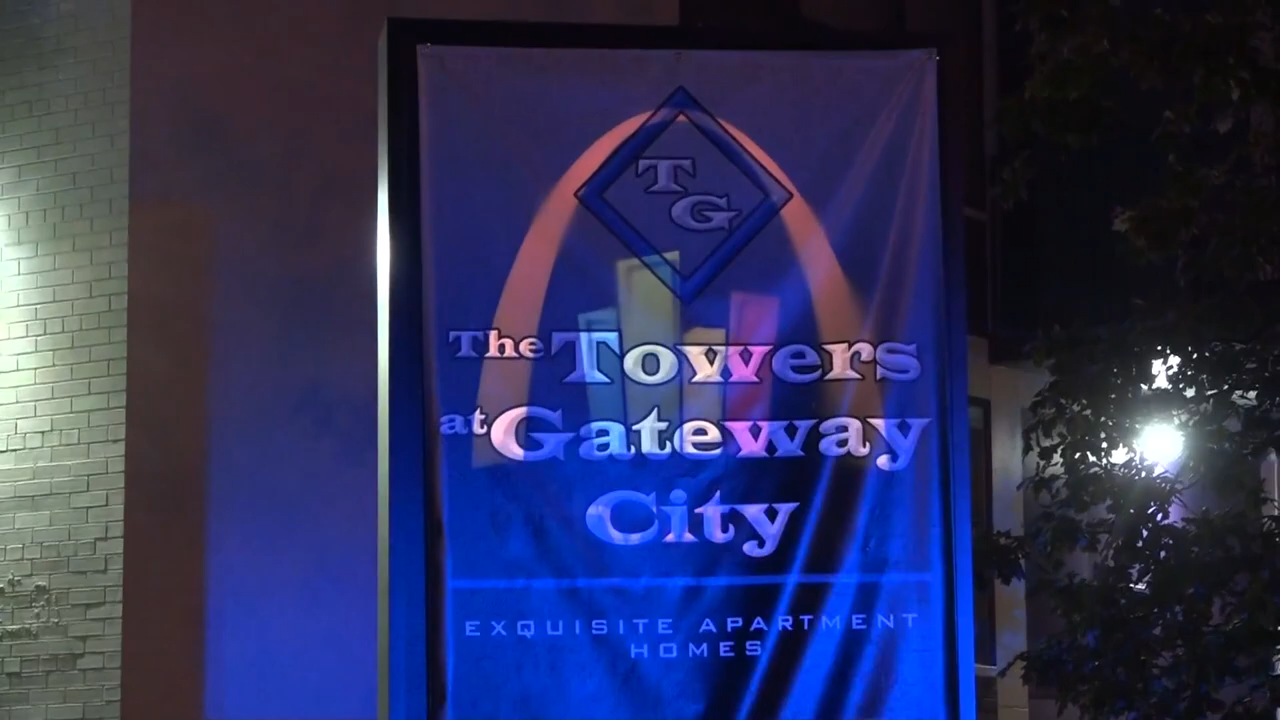 TG
The Towers
at Gateway
City
EXQUISITE APARTMENT
HOMES